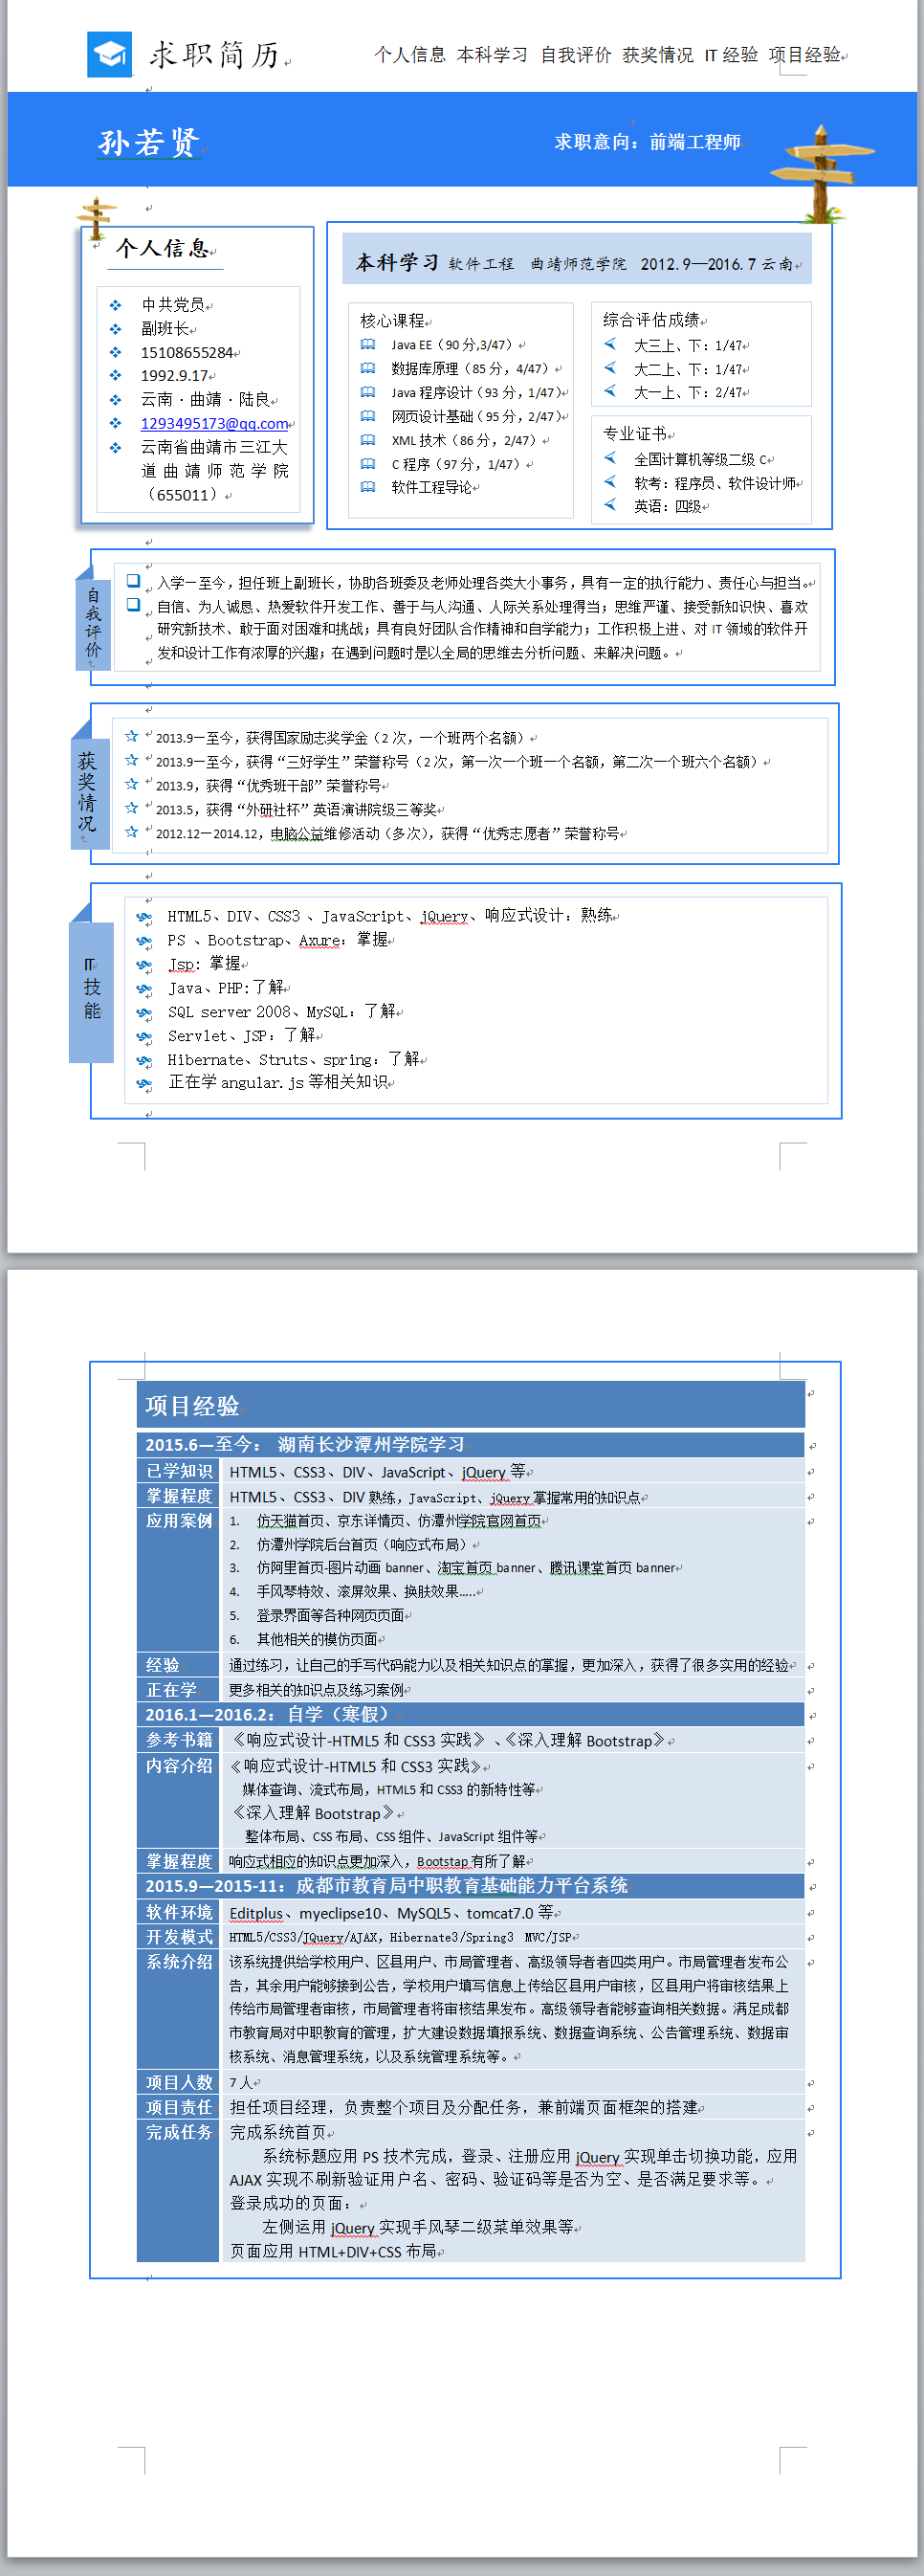 求职简历
个人信息 本科学习 自我评价 获奖情况 IT 经验 项目经验
孙若贤
求职意向：前端工程师
个人信息
中共党员
副班长
15108655284
1992.9.17
云南·曲靖·陆良
1293495173@qq.com
云南省曲靖市三江大
道曲靖师范学院
（655011）
本科学习 软件工程 曲靖师范学院 2012.9—2016.7 云南
核心课程
Java EE（90 分,3/47）
数据库原理（85 分，4/47）
Java 程序设计（93 分，1/47）
网页设计基础（95 分，2/47）
XML 技术（86 分，2/47）
C 程序（97 分，1/47）
软件工程导论
综合评估成绩
大三上、下：1/47
大二上、下：1/47
大一上、下：2/47
专业证书
全国计算机等级二级 C
软考：程序员、软件设计师
英语：四级
自我评价
入学一至今，担任班上副班长，协助各班委及老师处理各类大小事务，具有一定的执行能力、责任心与担当。
自信、为人诚恳、热爱软件开发工作、善于与人沟通、人际关系处理得当；思维严谨、接受新知识快、喜欢
研究新技术、敢于面对困难和挑战；具有良好团队合作精神和自学能力；工作积极上进、对 IT 领域的软件开
发和设计工作有浓厚的兴趣；在遇到问题时是以全局的思维去分析问题、来解决问题。
获奖情况
2013.9一至今，获得国家励志奖学金（2 次，一个班两个名额）
2013.9一至今，获得“三好学生”荣誉称号（2 次，第一次一个班一个名额，第二次一个班六个名额）
2013.9，获得“优秀班干部”荣誉称号
2013.5，获得“外研社杯”英语演讲院级三等奖
2012.12—2014.12，电脑公益维修活动（多次），获得“优秀志愿者”荣誉称号
IT 技能
HTML5、DIV、CSS3 、JavaScript、jQuery、响应式设计：熟练
PS 、Bootstrap、Axure：掌握
Jsp: 掌握
Java、PHP:了解
SQL server 2008、MySQL：了解
Servlet、JSP：了解
Hibernate、Struts、spring：了解
正在学 angular.js 等相关知识
项目经验
2015.6—至今： 湖南长沙潭州学院学习
已学知识 HTML5、CSS3、DIV、JavaScript、jQuery 等
掌握程度 HTML5、CSS3、DIV 熟练，JavaScript、jQuery 掌握常用的知识点
应用案例 1. 仿天猫首页、京东详情页、仿潭州学院官网首页
2. 仿潭州学院后台首页（响应式布局）
3. 仿阿里首页-图片动画 banner、淘宝首页 banner、腾讯课堂首页 banner
4. 手风琴特效、滚屏效果、换肤效果.....
5. 登录界面等各种网页页面
6. 其他相关的模仿页面
经验 通过练习，让自己的手写代码能力以及相关知识点的掌握，更加深入，获得了很多实用的经验
正在学 更多相关的知识点及练习案例
2016.1—2016.2：自学（寒假）
参考书籍 《响应式设计-HTML5 和 CSS3 实践》 、《深入理解 Bootstrap》
内容介绍 《响应式设计-HTML5 和 CSS3 实践》
媒体查询、流式布局，HTML5 和 CSS3 的新特性等
《深入理解 Bootstrap》
整体布局、CSS 布局、CSS 组件、JavaScript 组件等
掌握程度 响应式相应的知识点更加深入，Bootstap 有所了解
2015.9—2015-11：成都市教育局中职教育基础能力平台系统
软件环境 Editplus、myeclipse10、MySQL5、tomcat7.0 等
开发模式 HTML5/CSS3/JQuery/AJAX，Hibernate3/Spring3 MVC/JSP
系统介绍 该系统提供给学校用户、区县用户、市局管理者、高级领导者者四类用户。市局管理者发布公
告，其余用户能够接到公告，学校用户填写信息上传给区县用户审核，区县用户将审核结果上
传给市局管理者审核，市局管理者将审核结果发布。高级领导者能够查询相关数据。满足成都
市教育局对中职教育的管理，扩大建设数据填报系统、数据查询系统、公告管理系统、数据审
核系统、消息管理系统，以及系统管理系统等。
项目人数 7 人
项目责任 担任项目经理，负责整个项目及分配任务，兼前端页面框架的搭建
完成任务 完成系统首页
系统标题应用 PS 技术完成，登录、注册应用 jQuery 实现单击切换功能，应用
AJAX 实现不刷新验证用户名、密码、验证码等是否为空、是否满足要求等。
登录成功的页面：
左侧运用 jQuery 实现手风琴二级菜单效果等
页面应用 HTML+DIV+CSS 布局